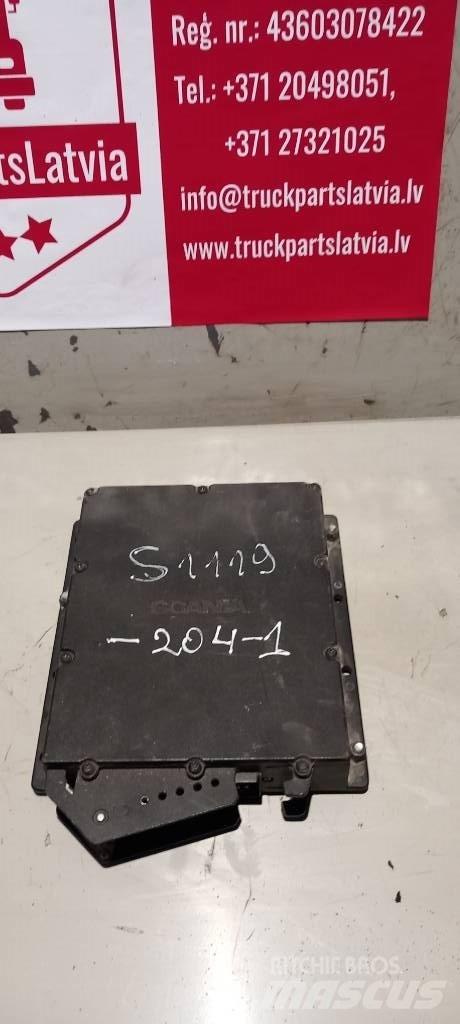 Reģ. nr.: 43603078422
Tel.: +371 20498051,
+371 27321025
tsLatvia
info@truckpartslatvia.lv
www.truckpartslatvia.lv
S1119
SCANIA
-204-1
RITCHIE BROS.
MASCUS